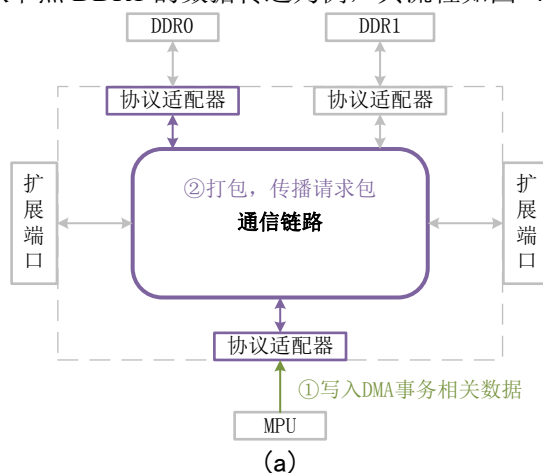 DDR0 DDR1
协议适配器 协议适配器
②打包，传播请求包
通信链路
扩展端口 扩展端口
协议适配器
①写入DMA事务相关数据
MPU
(a)